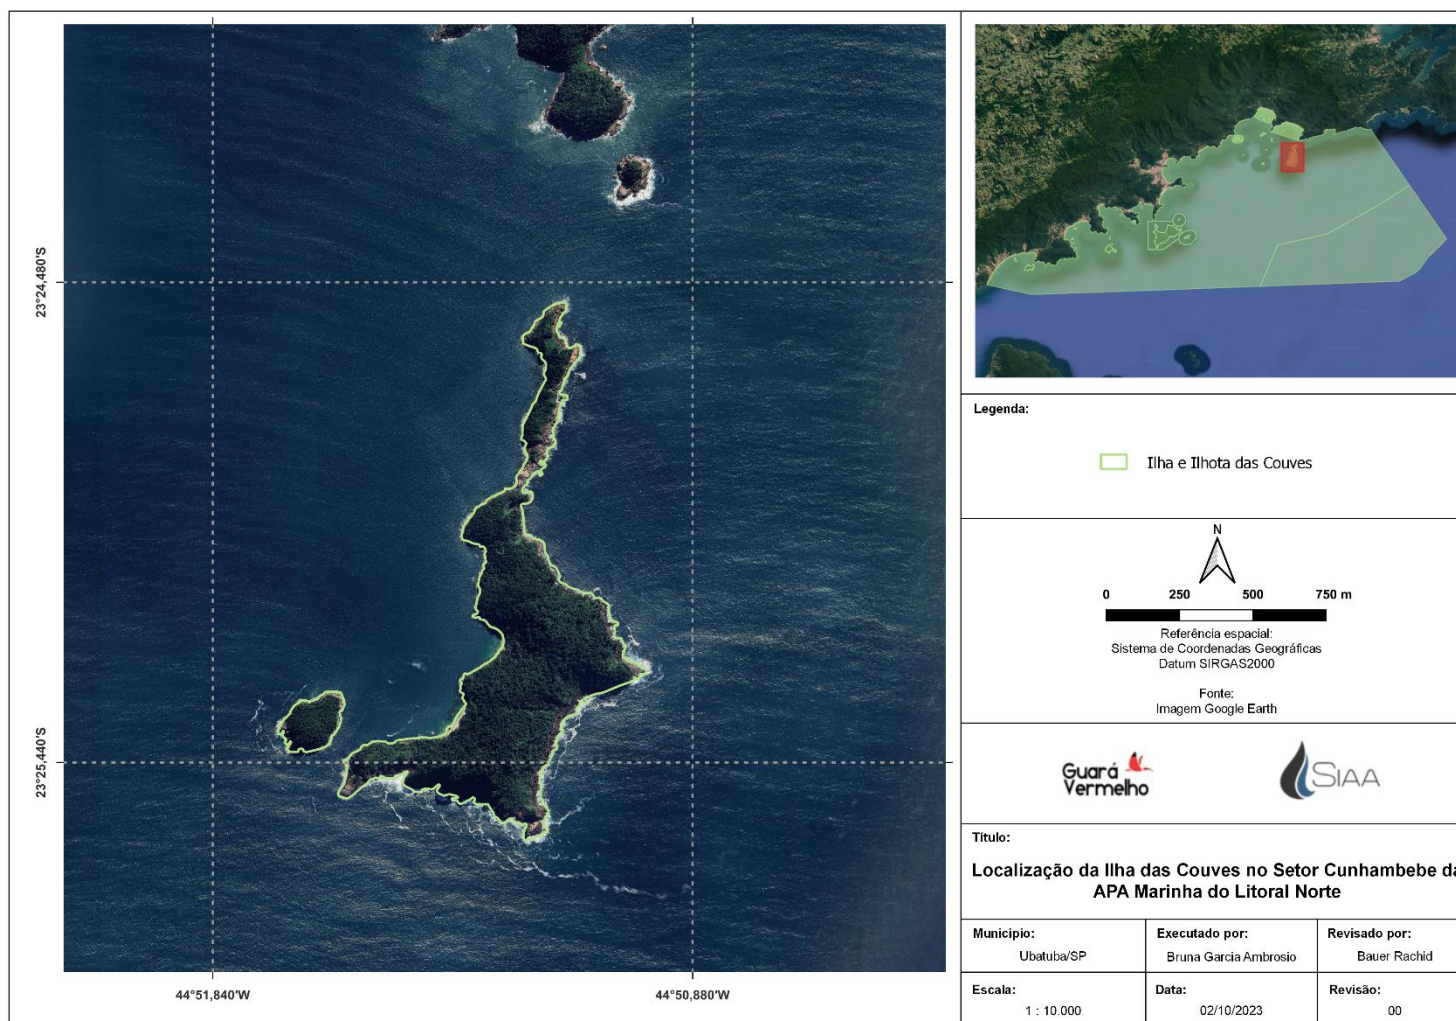 23°24,480'S
23°25,440'S
44°51,840'W
44°50,880'W
Legenda:
Ilha e Ilhota das Couves
N
0 250 500 750 m
Referência espacial:
Sistema de Coordenadas Geográficas
Datum SIRGAS2000
Fonte:
Imagem Google Earth
Guará
Vermelho
SIAA
Título:
Localização da Ilha das Couves no Setor Cunhambebe da
APA Marinha do Litoral Norte
Município:
Ubatuba/SP
Executado por:
Bruna Garcia Ambrosio
Revisado por:
Bauer Rachid
Escala:
1 : 10.000
Data:
02/10/2023
Revisão:
00